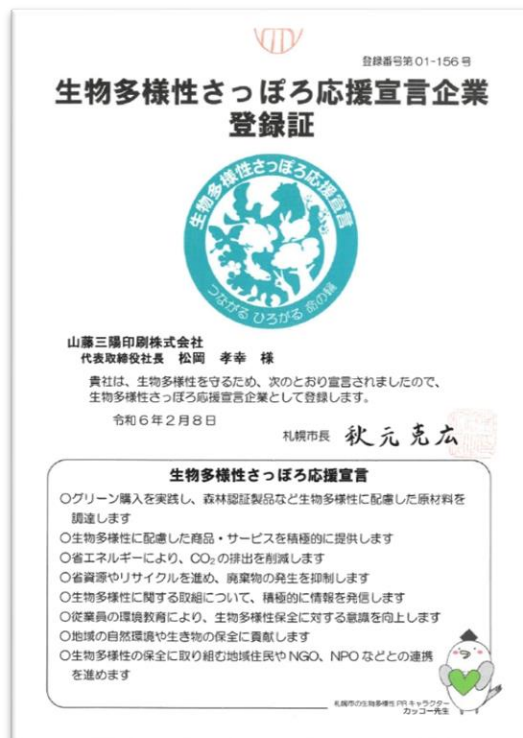 登録番号第01-156号
生物多様性さっぽろ応援宣言企業
登録証
生物多様性さっぽろ応援宣言
つながる ひろがる 命の輪
山藤三陽印刷株式会社
代表取締役社長 松岡 孝幸 様
貴社は、生物多様性を守るため、次のとおり宣言されましたので、
生物多様性さっぽろ応援宣言企業として登録します。
令和6年2月8日
札幌市長 秋元克広
生物多様性さっぽろ応援宣言
○グリーン購入を実践し、森林認証製品など生物多様性に配慮した原材料を
調達します
○生物多様性に配慮した商品・サービスを積極的に提供します
○省エネルギーにより、CO₂の排出を削減します
○省資源やリサイクルを進め、廃棄物の発生を抑制します
○生物多様性に関する取組について、積極的に情報を発信します
○従業員の環境教育により、生物多様性保全に対する意識を向上します
○地域の自然環境や生き物の保全に貢献します
○生物多様性の保全に取り組む地域住民やNGO、NPOなどとの連携
を進めます
札幌市の生物多様性PRキャラクター
カッコー先生